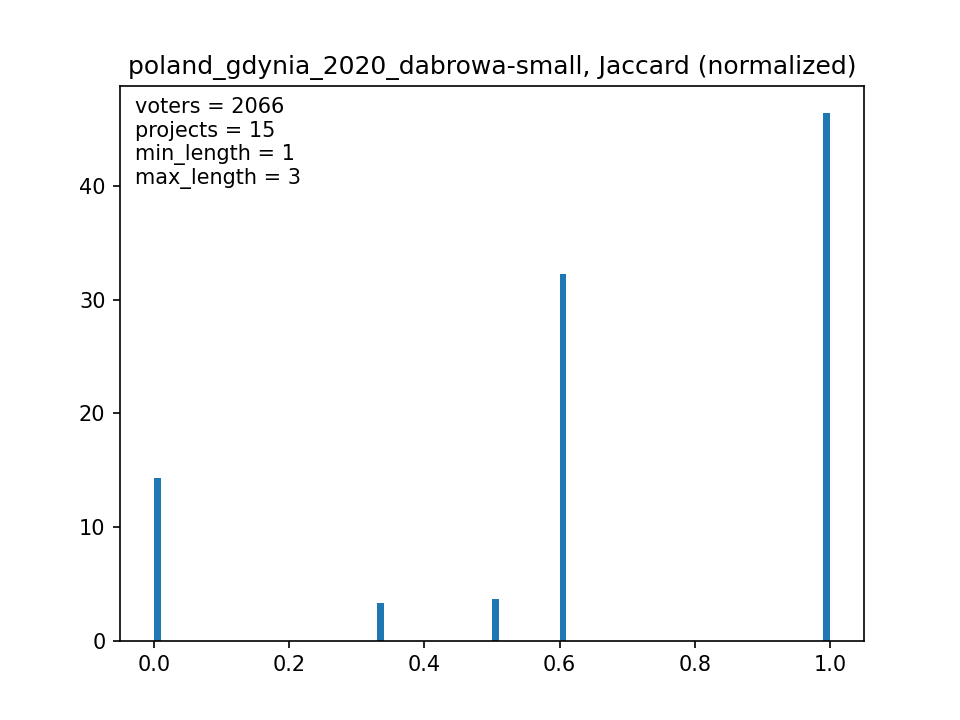 poland_gdynia_2020_dabrowa-small, Jaccard (normalized)
voters = 2066
projects = 15
min_length = 1
max_length = 3
40
30
20
10
0
0.0 0.2 0.4 0.6 0.8 1.0